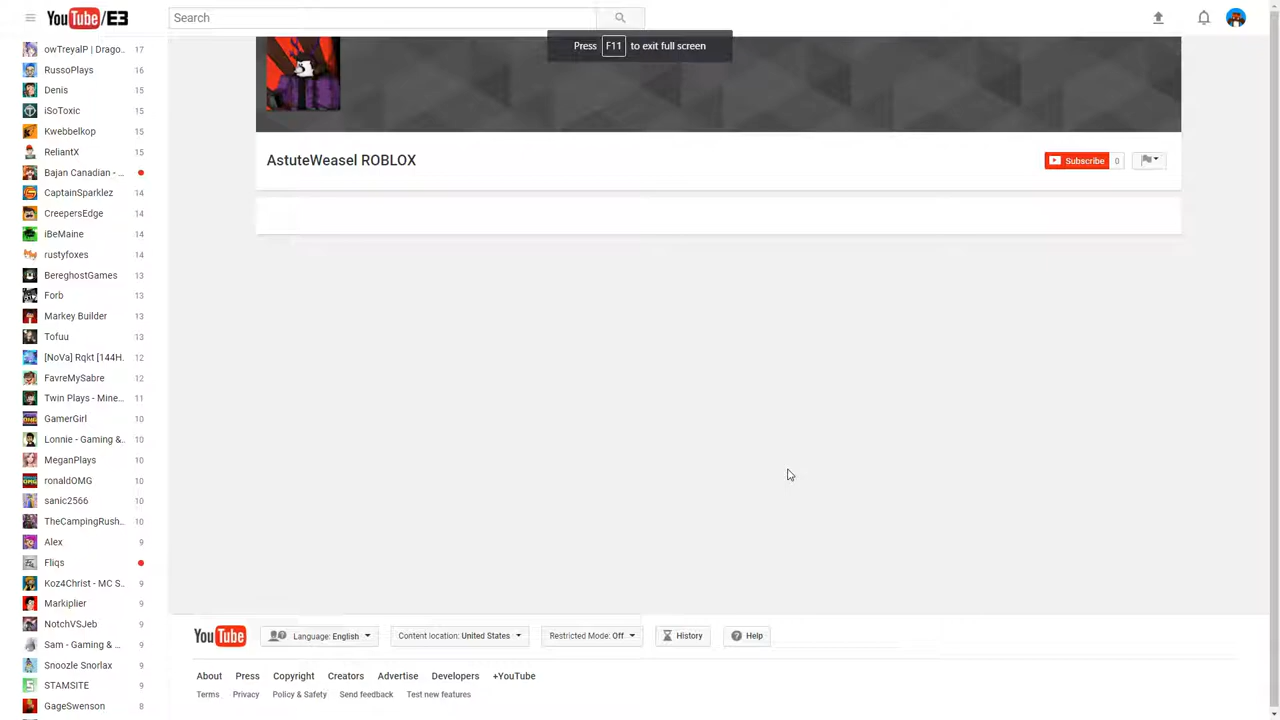 YouTube/E3
Search
Press F11 to exit full screen
owTreyalP | Drago... 17
RussoPlays 16
Denis 15
iSoToxic 15
Kwebbelkop 15
ReliantX 15
Bajan Canadian - ...
CaptainSparklez 14
CreepersEdge 14
iBeMaine 14
rustyfoxes 14
BereghostGames 13
Forb 13
Markey Builder 13
Tofuu 13
[NoVa] Rqkt [144H. 12
FavreMySabre 12
Twin Plays - Mine... 11
GamerGirl 10
Lonnie - Gaming &.. 10
MeganPlays 10
ronaldOMG 10
sanic2566 10
TheCampingRush.. 10
Alex 9
Fliqs
Koz4Christ - MC S.. 9
Markiplier 9
NotchVSJeb 9
Sam - Gaming & ... 9
Snoozle Snorlax 9
STAMSITE 9
GageSwenson 8
AstuteWeasel ROBLOX
Subscribe 0
YouTube
Language: English
Content location: United States
Restricted Mode: Off
History
Help
About Press Copyright Creators Advertise Developers +YouTube
Terms Privacy Policy & Safety Send feedback Test new features